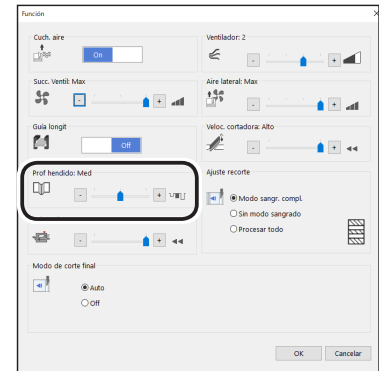 Función
Cuch. aire
On
Ventilador: 2
- +
Succ. Ventil: Max
- +
Aire lateral: Max
- +
Guía longit
Off
Veloc. cortadora: Alto
- +
Prof hendido: Med
- +
Ajuste recorte
Modo sangr. compl.
Sin modo sangrado
Procesar todo
- +
Modo de corte final
Auto
Off
OK
Cancelar